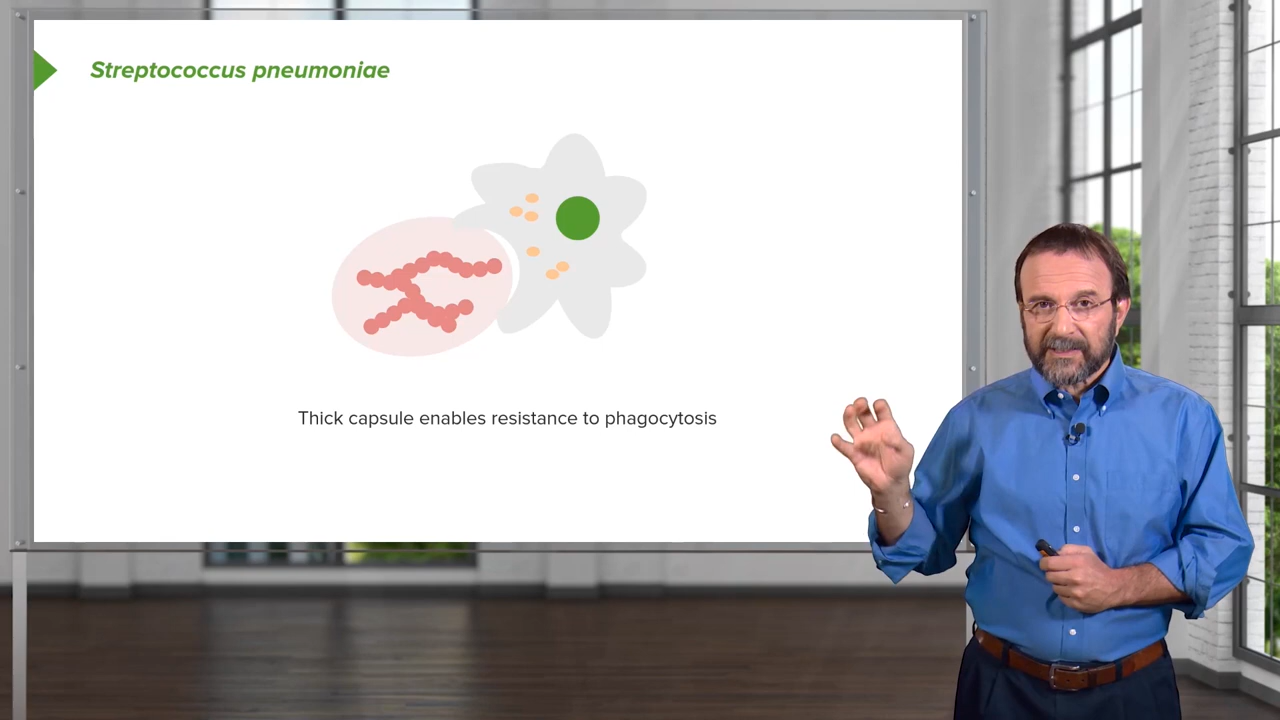 Streptococcus pneumoniae
Thick capsule enables resistance to phagocytosis